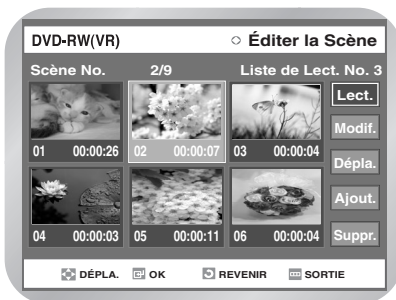 DVD-RW(VR) Éditer la Scène
Scène No. 2/9 Liste de Lect. No. 3
Lect.
Modif.
Dépla.
Ajout.
Suppr.
01 00:00:26 02 00:00:07 03 00:00:04
04 00:00:03 05 00:00:11 06 00:00:04
DÉPLA. OK REVENIR SORTIE